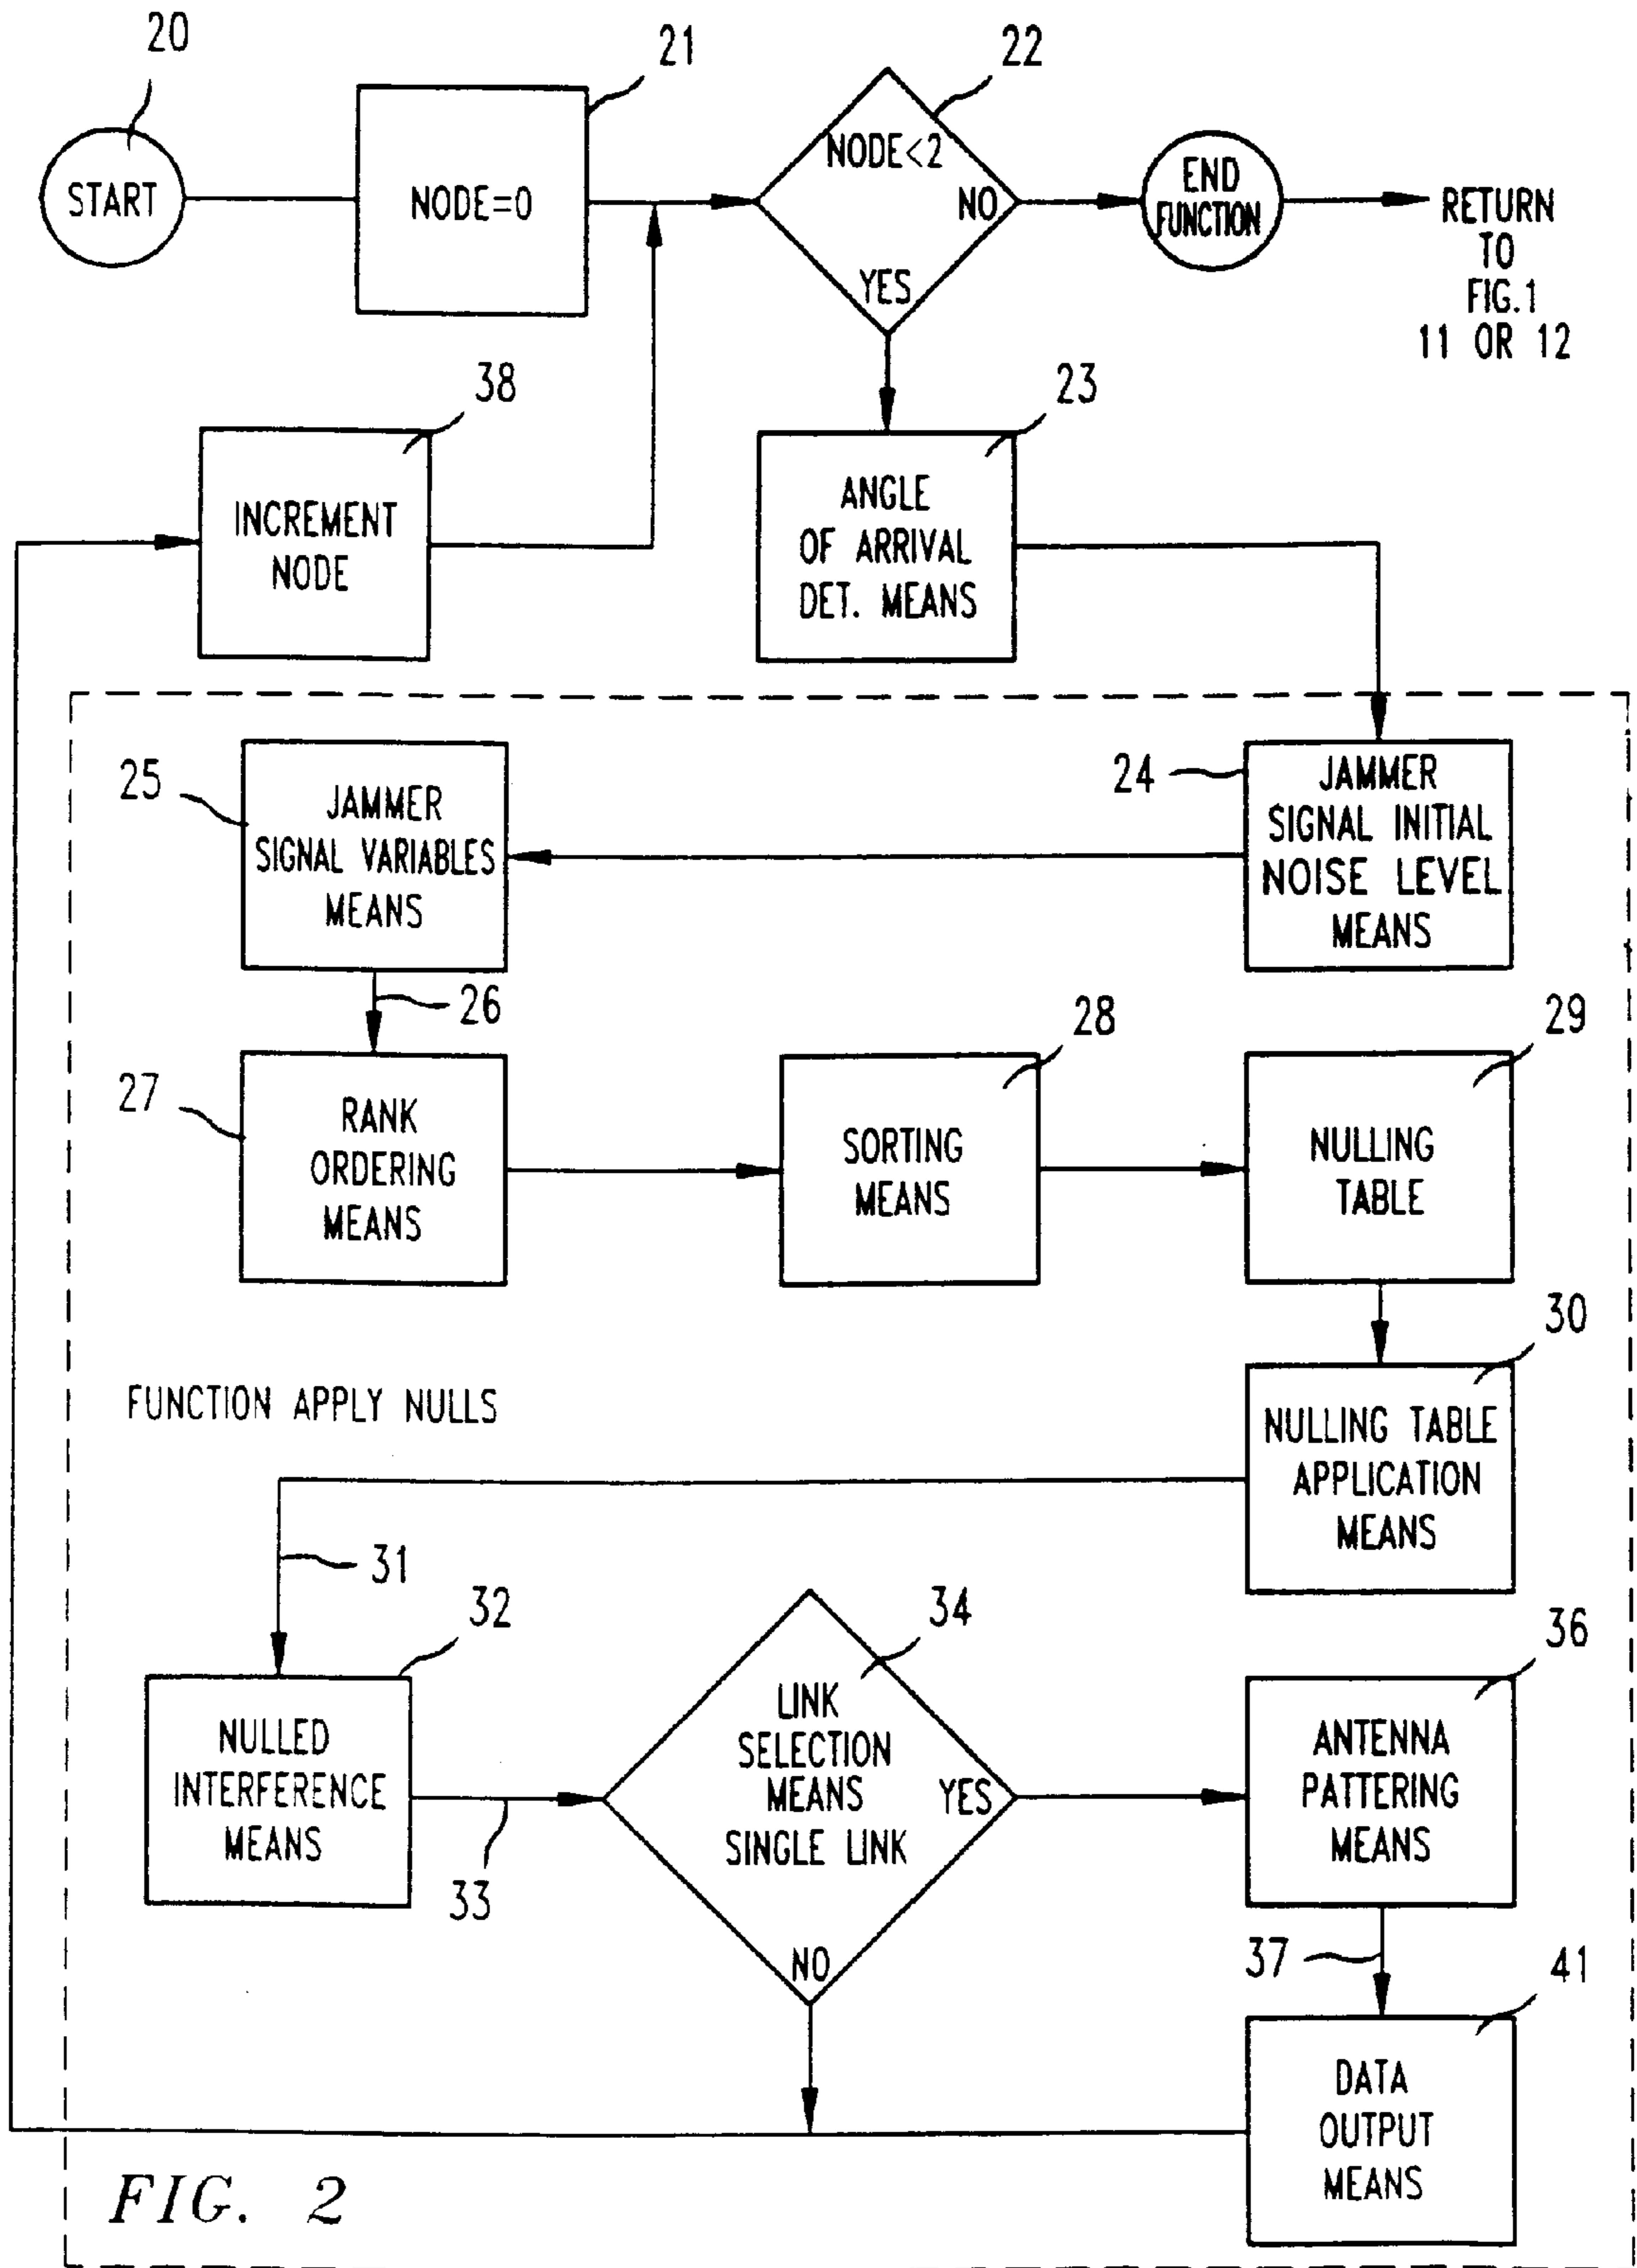 20
START
21
NODE=0
22
NODE<2
NO
YES
END
FUNCTION
RETURN
TO
FIG.1
11 OR 12
38
INCREMENT
NODE
23
ANGLE
OF ARRIVAL
DET. MEANS
25
JAMMER
SIGNAL VARIABLES
MEANS
24
JAMMER
SIGNAL INITIAL
NOISE LEVEL
MEANS
26
27
RANK
ORDERING
MEANS
28
SORTING
MEANS
29
NULLING
TABLE
30
NULLING TABLE
APPLICATION
MEANS
FUNCTION APPLY NULLS
31
32
NULLED
INTERFERENCE
MEANS
33
34
LINK
SELECTION
MEANS
SINGLE LINK
YES
NO
36
ANTENNA
PATTERING
MEANS
37
41
DATA
OUTPUT
MEANS
FIG. 2